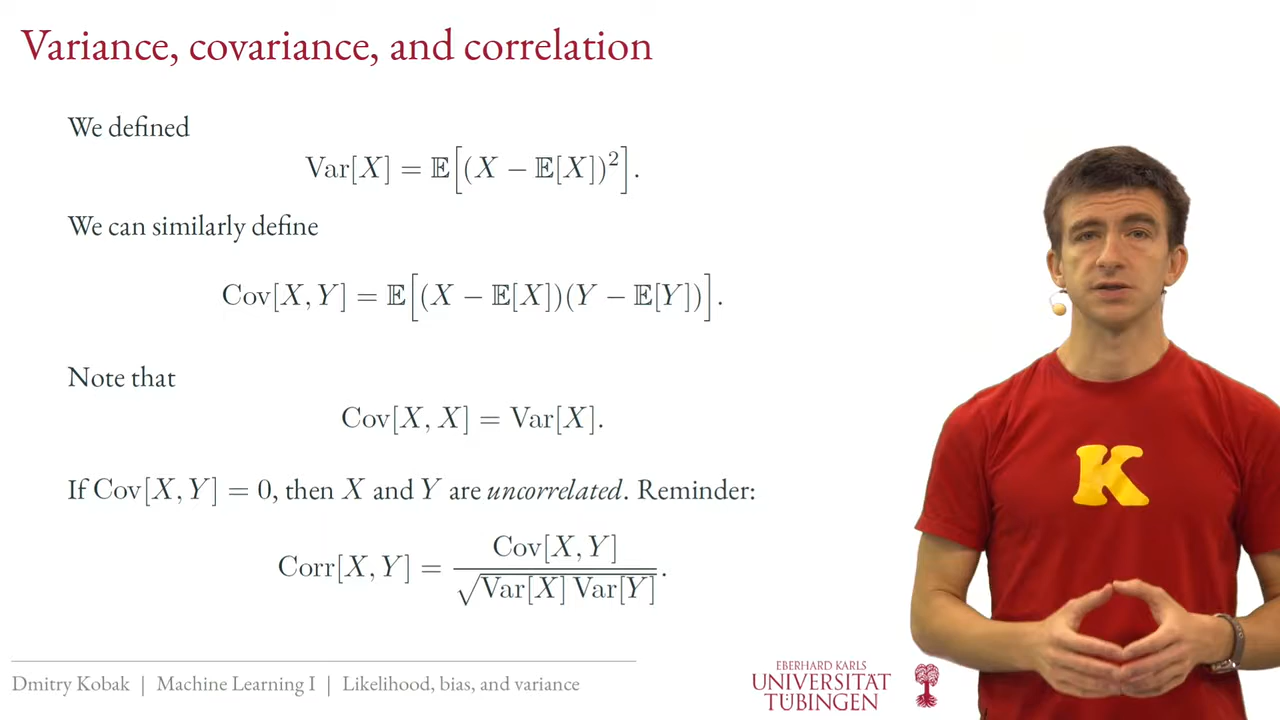 Variance, covariance, and correlation
We defined
Var[X] = 𝔼[(X − 𝔼[X])²].
We can similarly define
Cov[X, Y] = 𝔼[(X − 𝔼[X])(Y − 𝔼[Y])].
Note that
Cov[X, X] = Var[X].
If Cov[X, Y] = 0, then X and Y are uncorrelated. Reminder:
Corr[X, Y] = Cov[X, Y] / √(Var[X] Var[Y]).
K
Dmitry Kobak | Machine Learning I | Likelihood, bias, and variance
EBERHARD KARLS
UNIVERSITÄT
TÜBINGEN